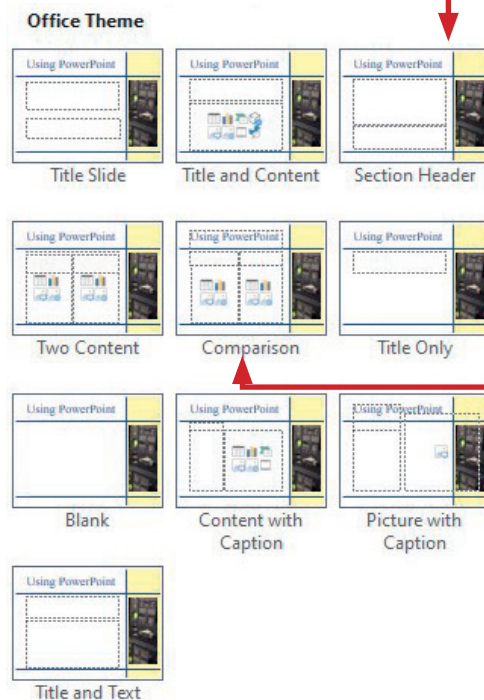 Office Theme
Using PowerPoint
Using PowerPoint
Using PowerPoint
Title Slide
Title and Content
Section Header
Using PowerPoint
Using PowerPoint
Using PowerPoint
Two Content
Comparison
Title Only
Using PowerPoint
Using PowerPoint
Using PowerPoint
Blank
Content with
Caption
Picture with
Caption
Using PowerPoint
Title and Text